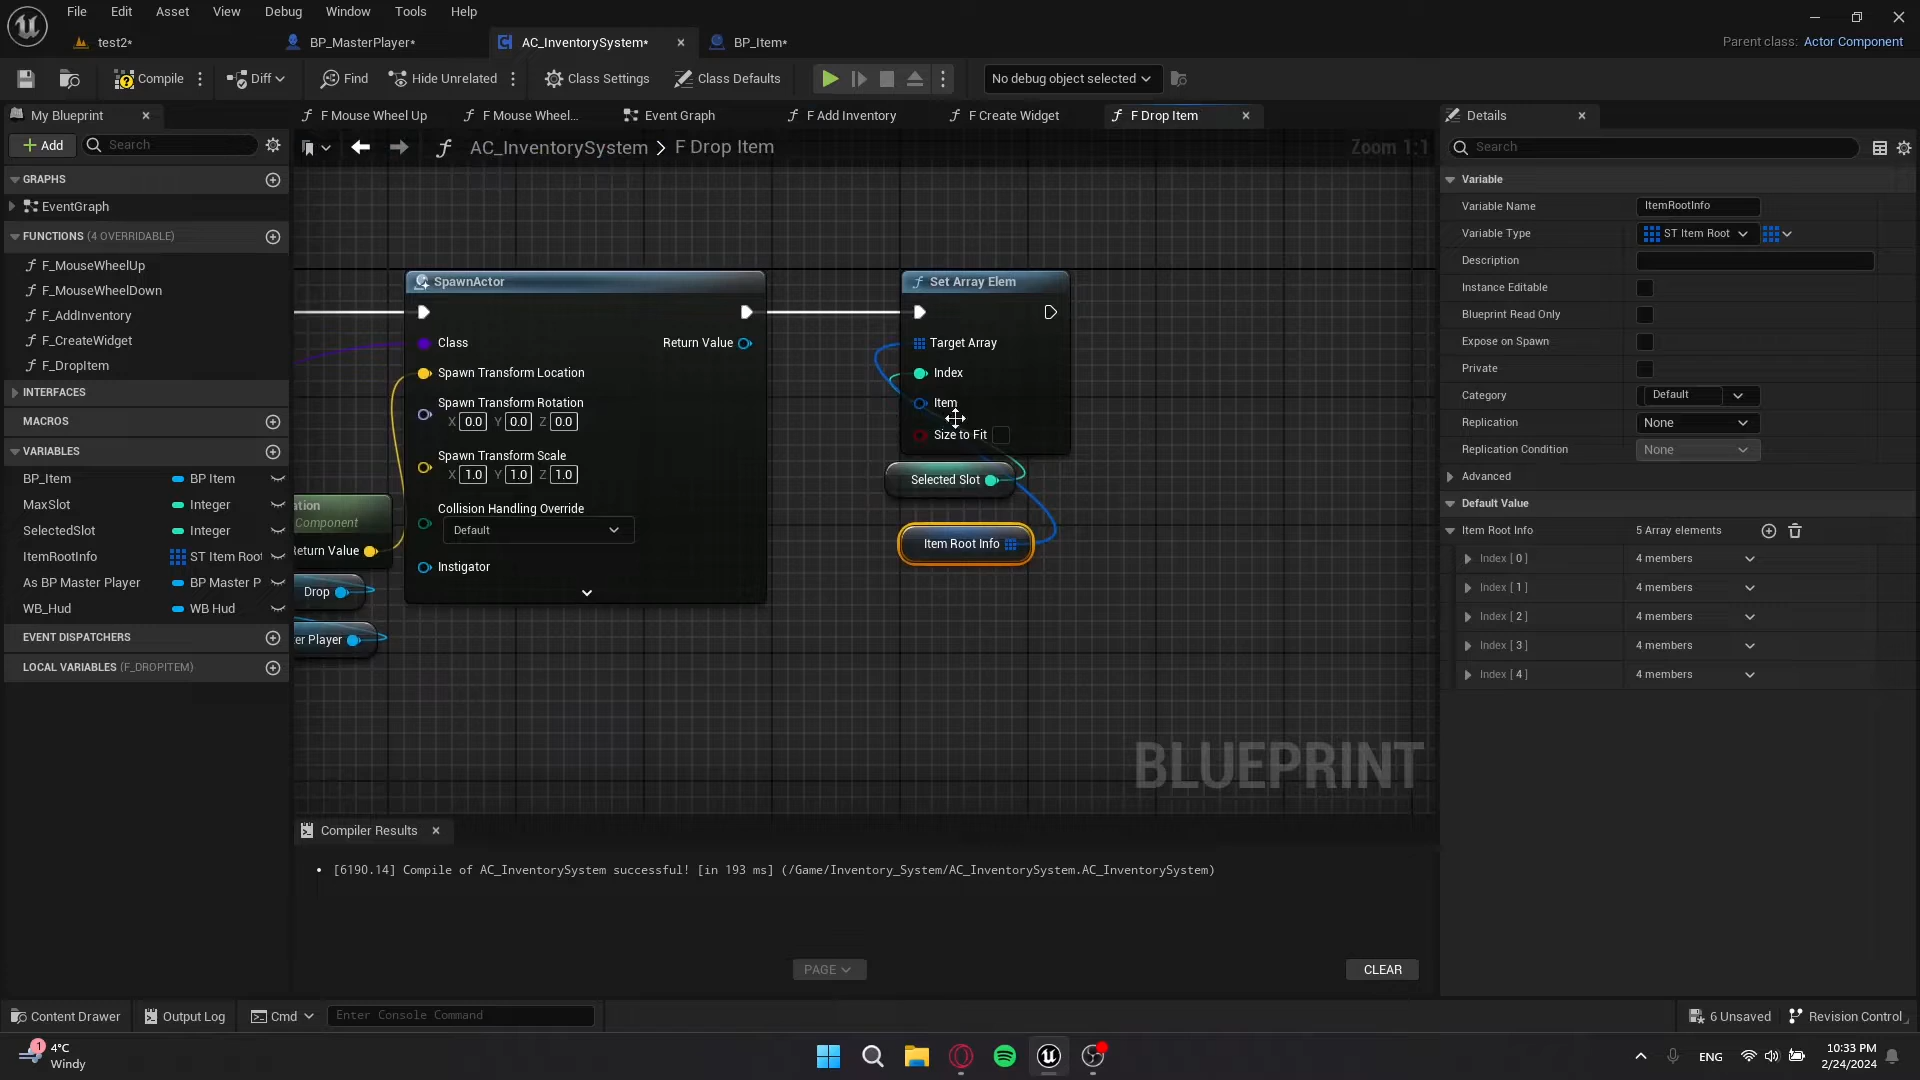 File Edit Asset View Debug Window Tools Help
test2* BP_MasterPlayer* AC_InventorySystem* BP_Item* Parent class: Actor Component
Compile Diff Find Hide Unrelated Class Settings Class Defaults No debug object selected
My Blueprint F Mouse Wheel Up F Mouse Wheel... Event Graph F Add Inventory F Create Widget F Drop Item Details
Add Search AC_InventorySystem > F Drop Item Zoom 1:1 Search
GRAPHS
EventGraph
FUNCTIONS (4 OVERRIDABLE)
F_MouseWheelUp
F_MouseWheelDown
F_AddInventory
F_CreateWidget
F_DropItem
INTERFACES
MACROS
VARIABLES
BP_Item BP Item
MaxSlot Integer
SelectedSlot Integer
ItemRootInfo ST Item Root
As BP Master Player BP Master P
WB_Hud WB Hud
EVENT DISPATCHERS
LOCAL VARIABLES (F_DROPITEM)
ation
Component
Return Value
Drop
er Player
SpawnActor
Class Return Value
Spawn Transform Location
Spawn Transform Rotation
X 0.0 Y 0.0 Z 0.0
Spawn Transform Scale
X 1.0 Y 1.0 Z 1.0
Collision Handling Override
Default
Instigator
Set Array Elem
Target Array
Index
Item
Size to Fit
Selected Slot
Item Root Info
BLUEPRINT
Variable
Variable Name ItemRootInfo
Variable Type ST Item Root
Description
Instance Editable
Blueprint Read Only
Expose on Spawn
Private
Category Default
Replication None
Replication Condition None
Advanced
Default Value
Item Root Info 5 Array elements
Index [ 0 ] 4 members
Index [ 1 ] 4 members
Index [ 2 ] 4 members
Index [ 3 ] 4 members
Index [ 4 ] 4 members
Compiler Results
[6190.14] Compile of AC_InventorySystem successful! [in 193 ms] (/Game/Inventory_System/AC_InventorySystem.AC_InventorySystem)
PAGE CLEAR
Content Drawer Output Log Cmd Enter Console Command 6 Unsaved Revision Control
1 4°C
Windy
ENG
10:33 PM
2/24/2024